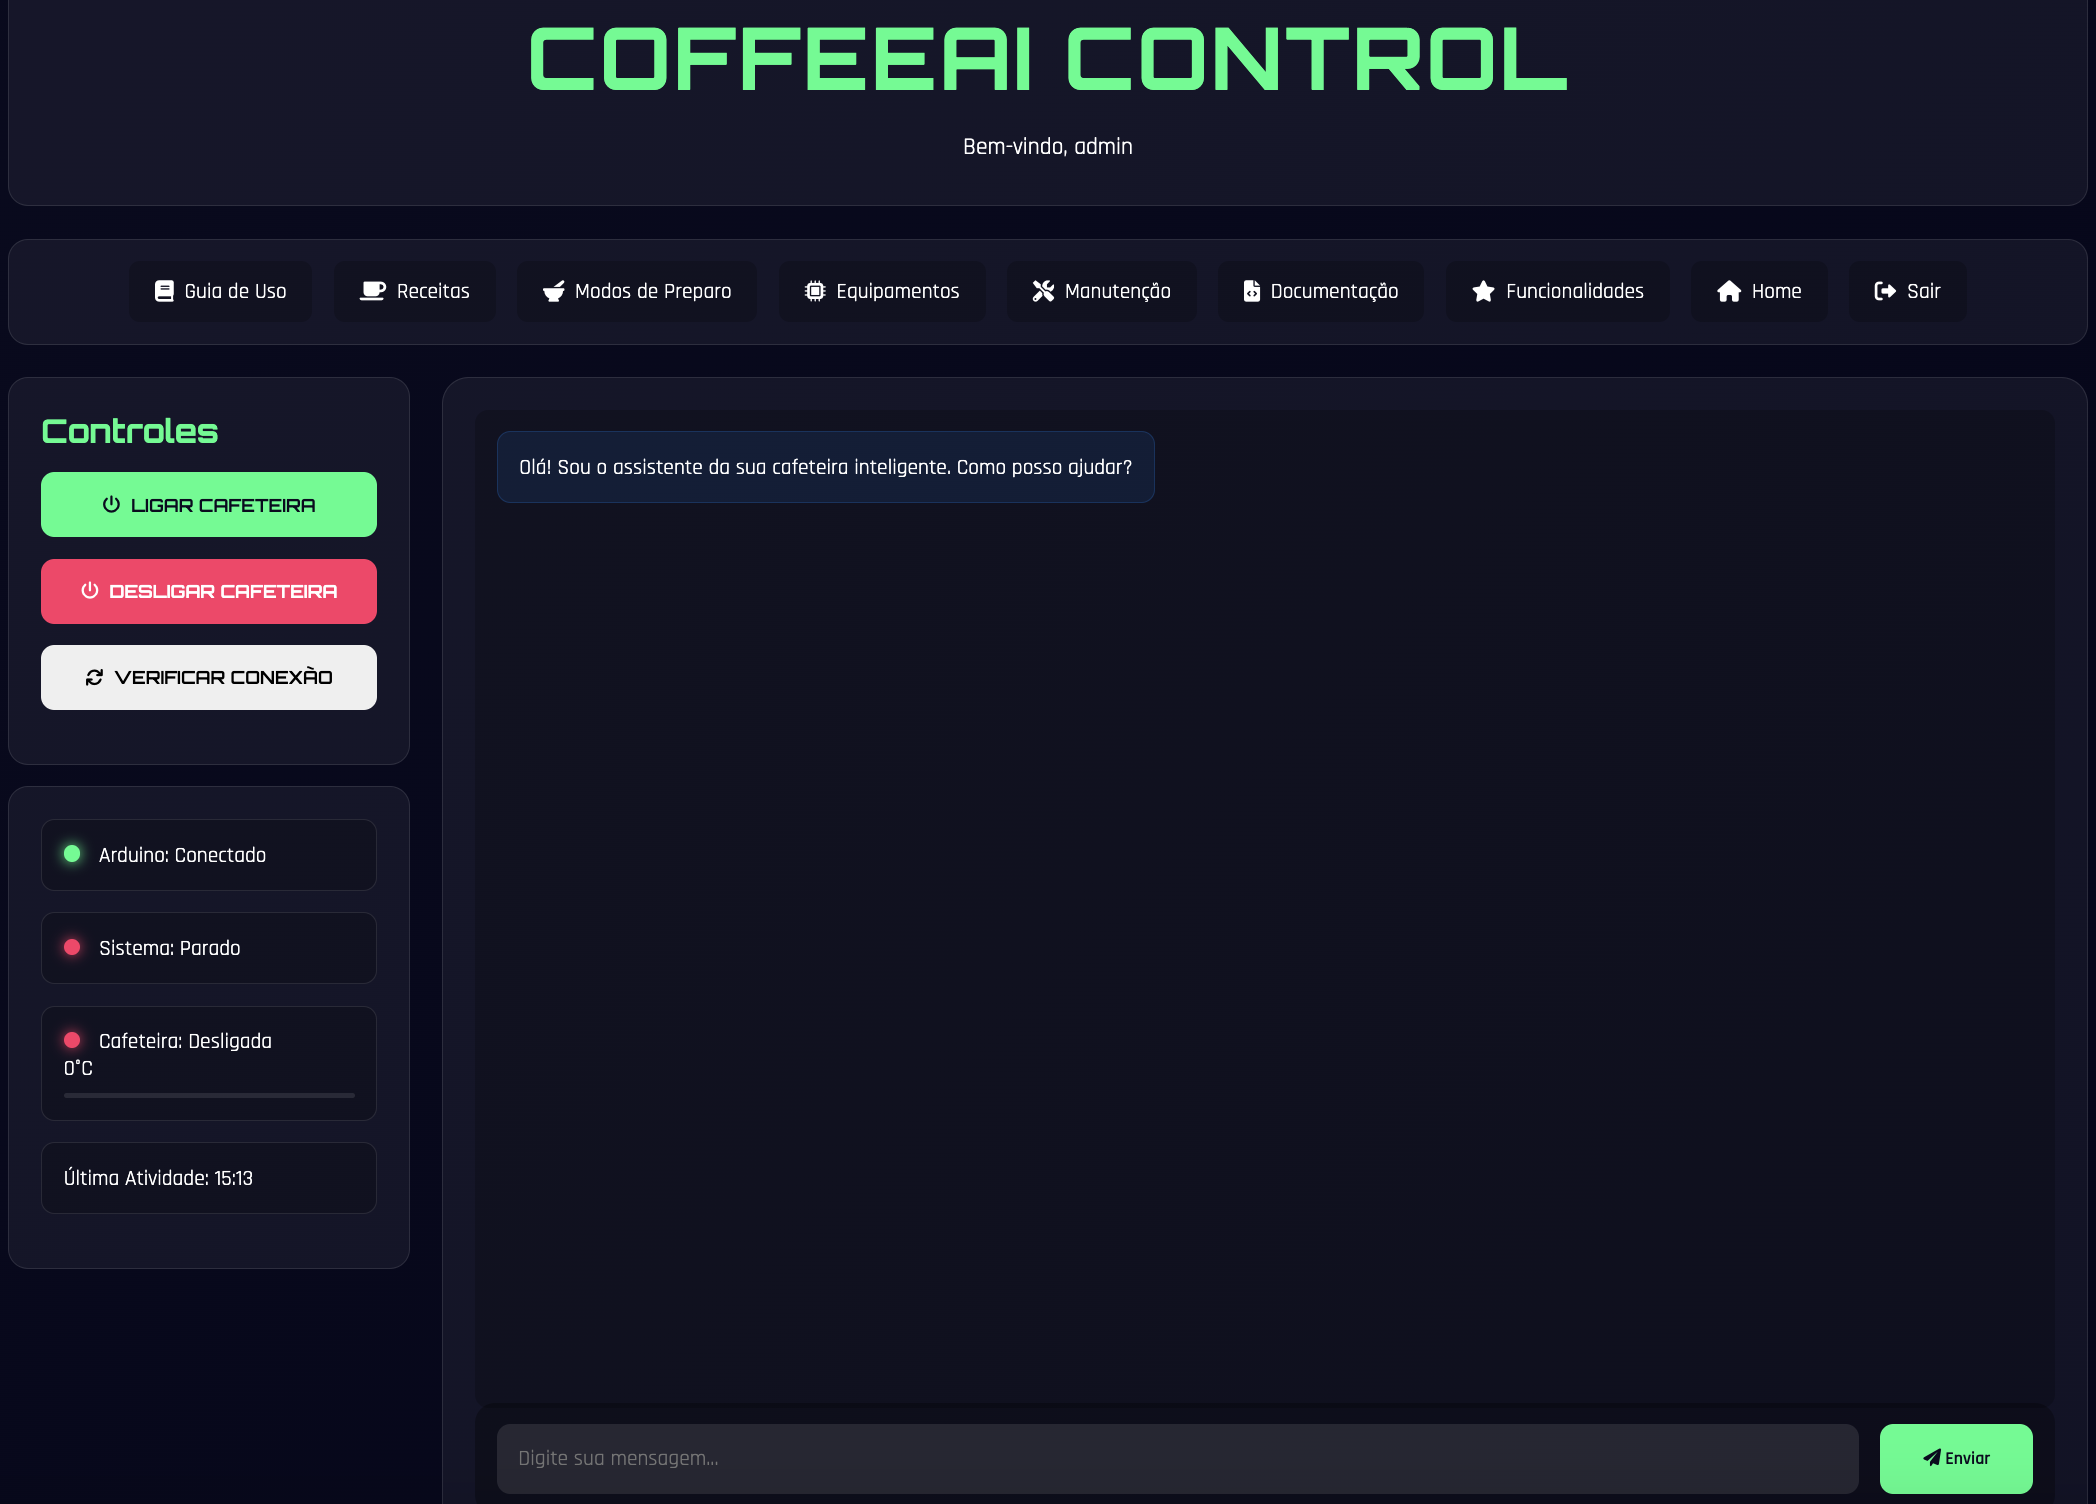 COFFEEAI CONTROL
Bem-vindo, admin
Guia de Uso
Receitas
Modos de Preparo
Equipamentos
Manutenção
Documentação
Funcionalidades
Home
Sair
Controles
LIGAR CAFETEIRA
DESLIGAR CAFETEIRA
VERIFICAR CONEXÃO
Arduino: Conectado
Sistema: Parado
Cafeteira: Desligada
0°C
Última Atividade: 15:13
Olá! Sou o assistente da sua cafeteira inteligente. Como posso ajudar?
Digite sua mensagem...
Enviar